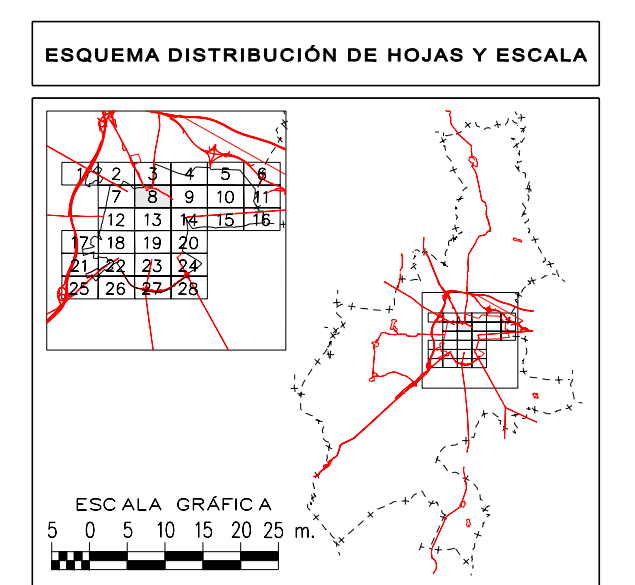 ESQUEMA DISTRIBUCIÓN DE HOJAS Y ESCALA
1 2 3 4 5 6
7 8 9 10 11
12 13 14 15 16
17 18 19 20
21 22 23 24
25 26 27 28
ESCALA GRÁFICA
5 0 5 10 15 20 25 m.